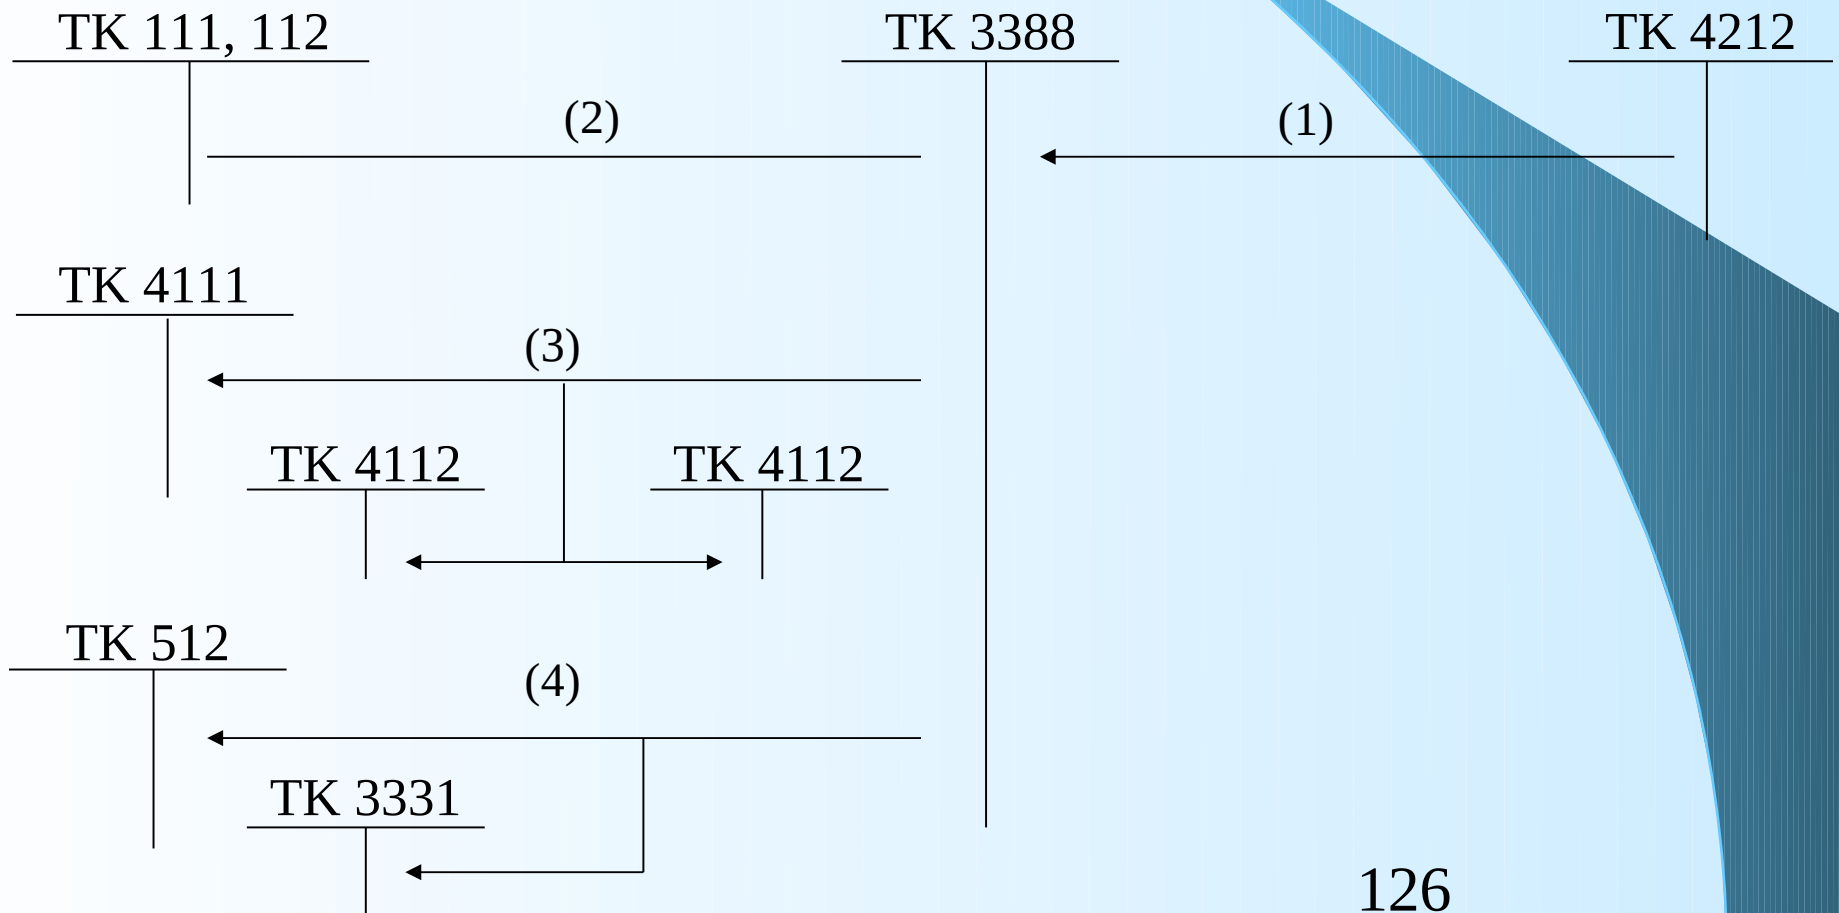 TK 111, 112
TK 3388
TK 4212
(2)
(1)
TK 4111
(3)
TK 4112
TK 4112
TK 512
(4)
TK 3331
126